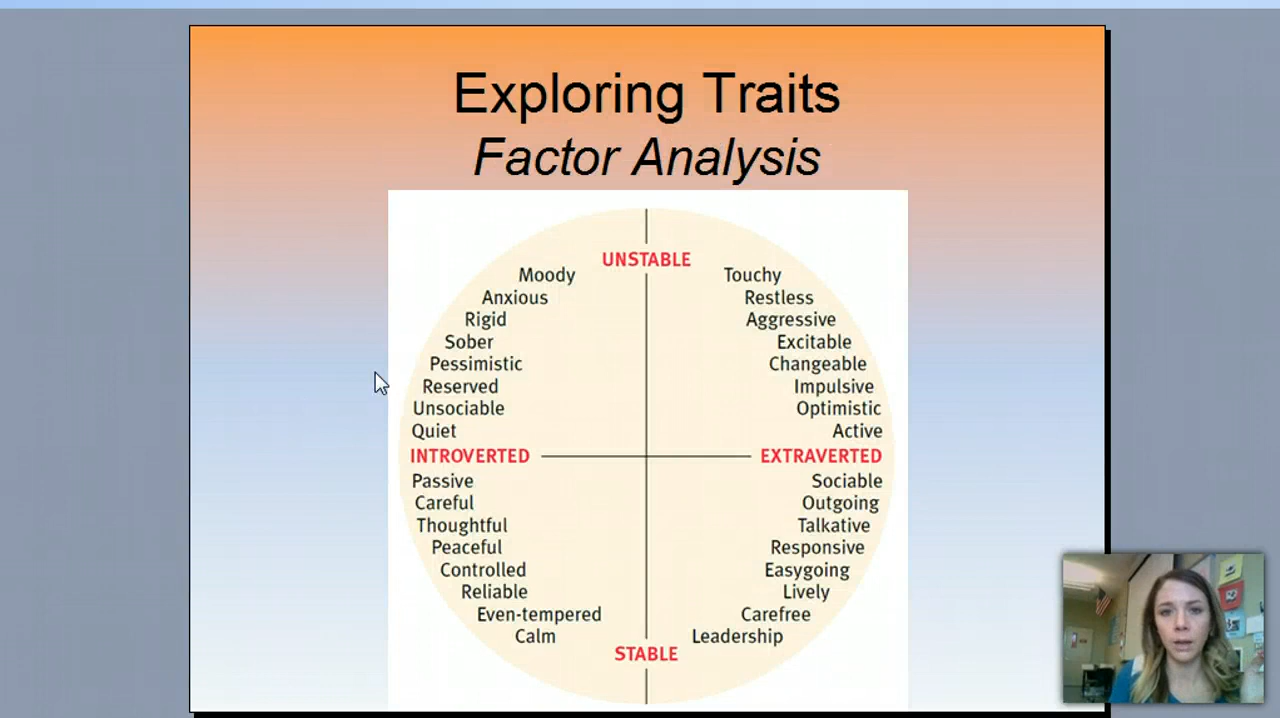 Exploring Traits
Factor Analysis
UNSTABLE
Moody
Anxious
Rigid
Sober
Pessimistic
Reserved
Unsociable
Quiet
Touchy
Restless
Aggressive
Excitable
Changeable
Impulsive
Optimistic
Active
INTROVERTED
EXTRAVERTED
Passive
Careful
Thoughtful
Peaceful
Controlled
Reliable
Even-tempered
Calm
Sociable
Outgoing
Talkative
Responsive
Easygoing
Lively
Carefree
Leadership
STABLE